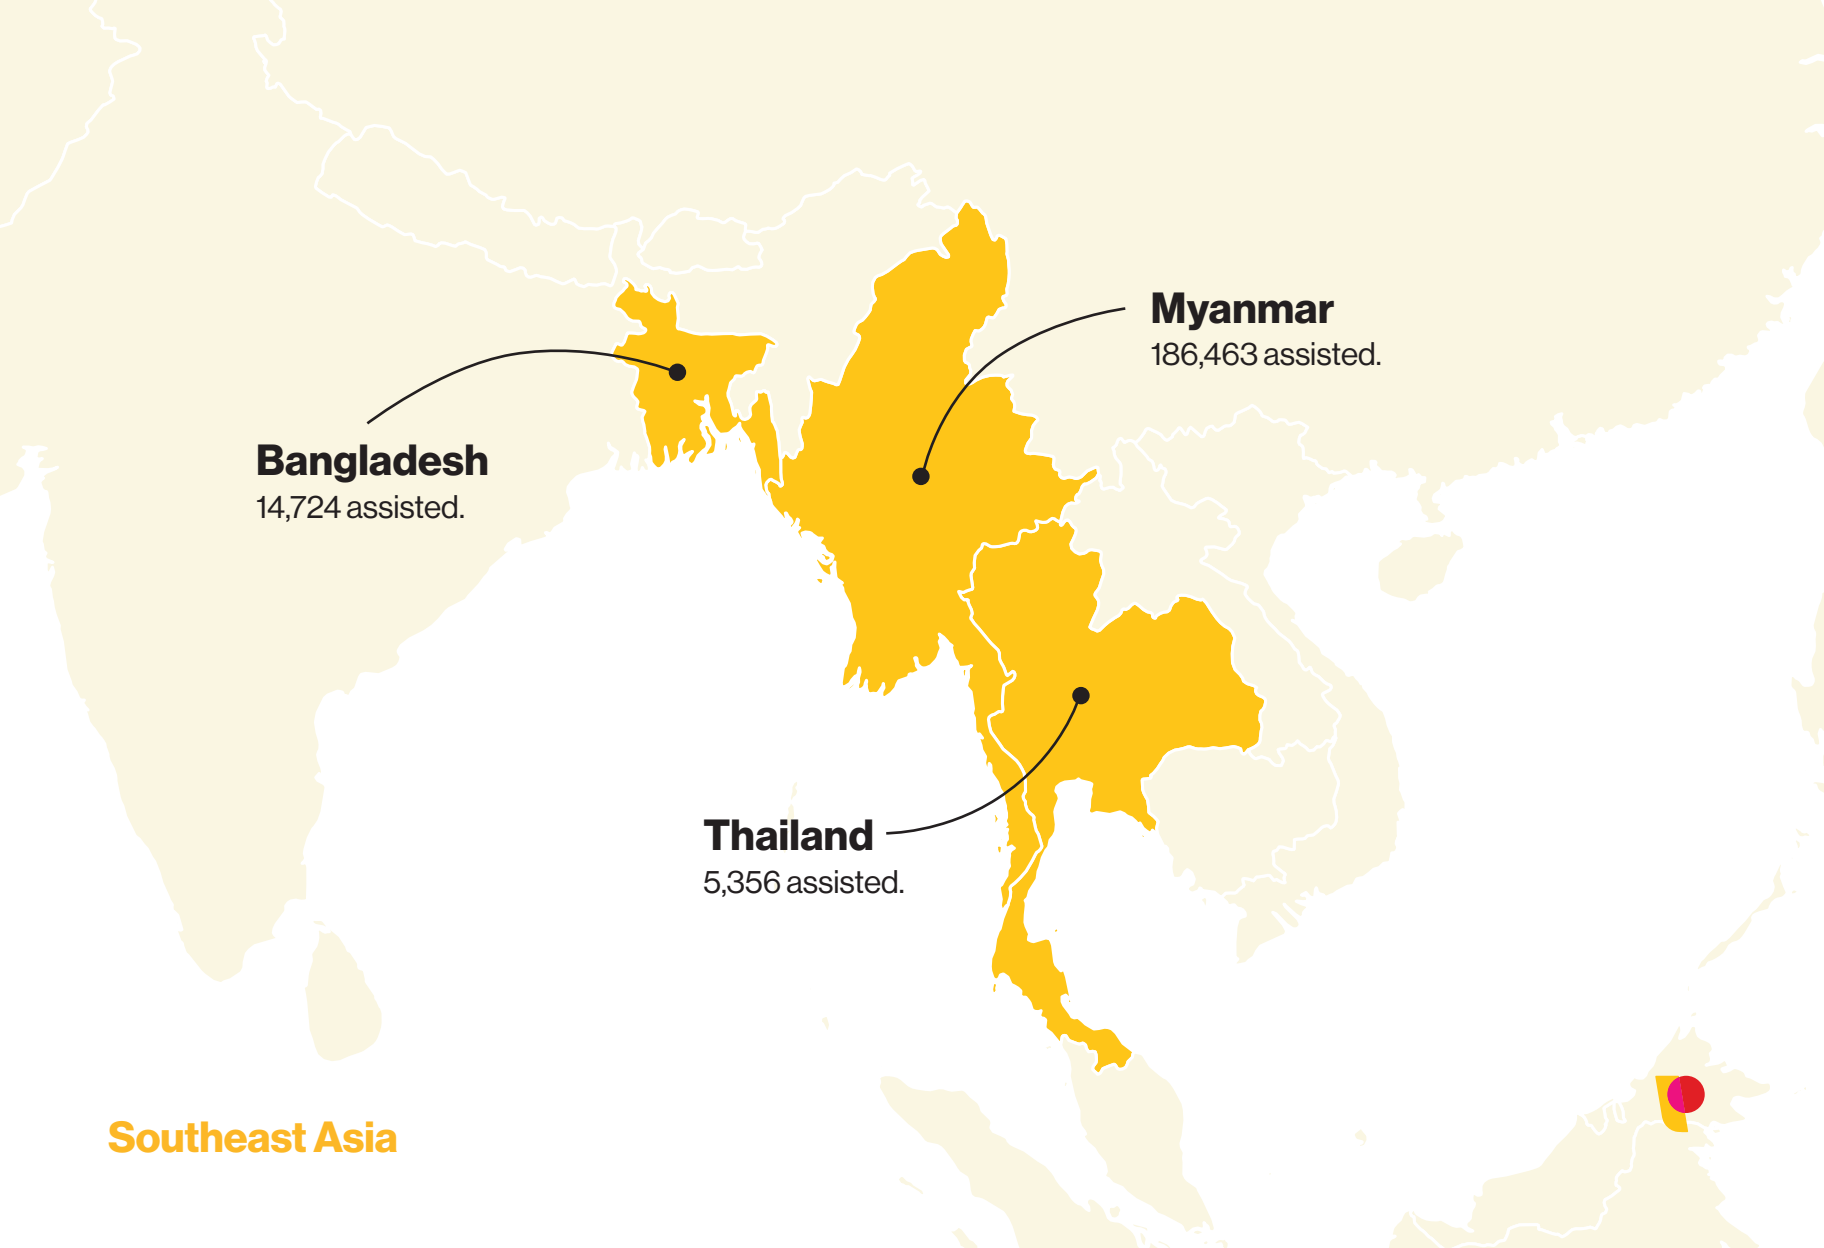 Myanmar
186,463 assisted.
Bangladesh
14,724 assisted.
Thailand
5,356 assisted.
Southeast Asia